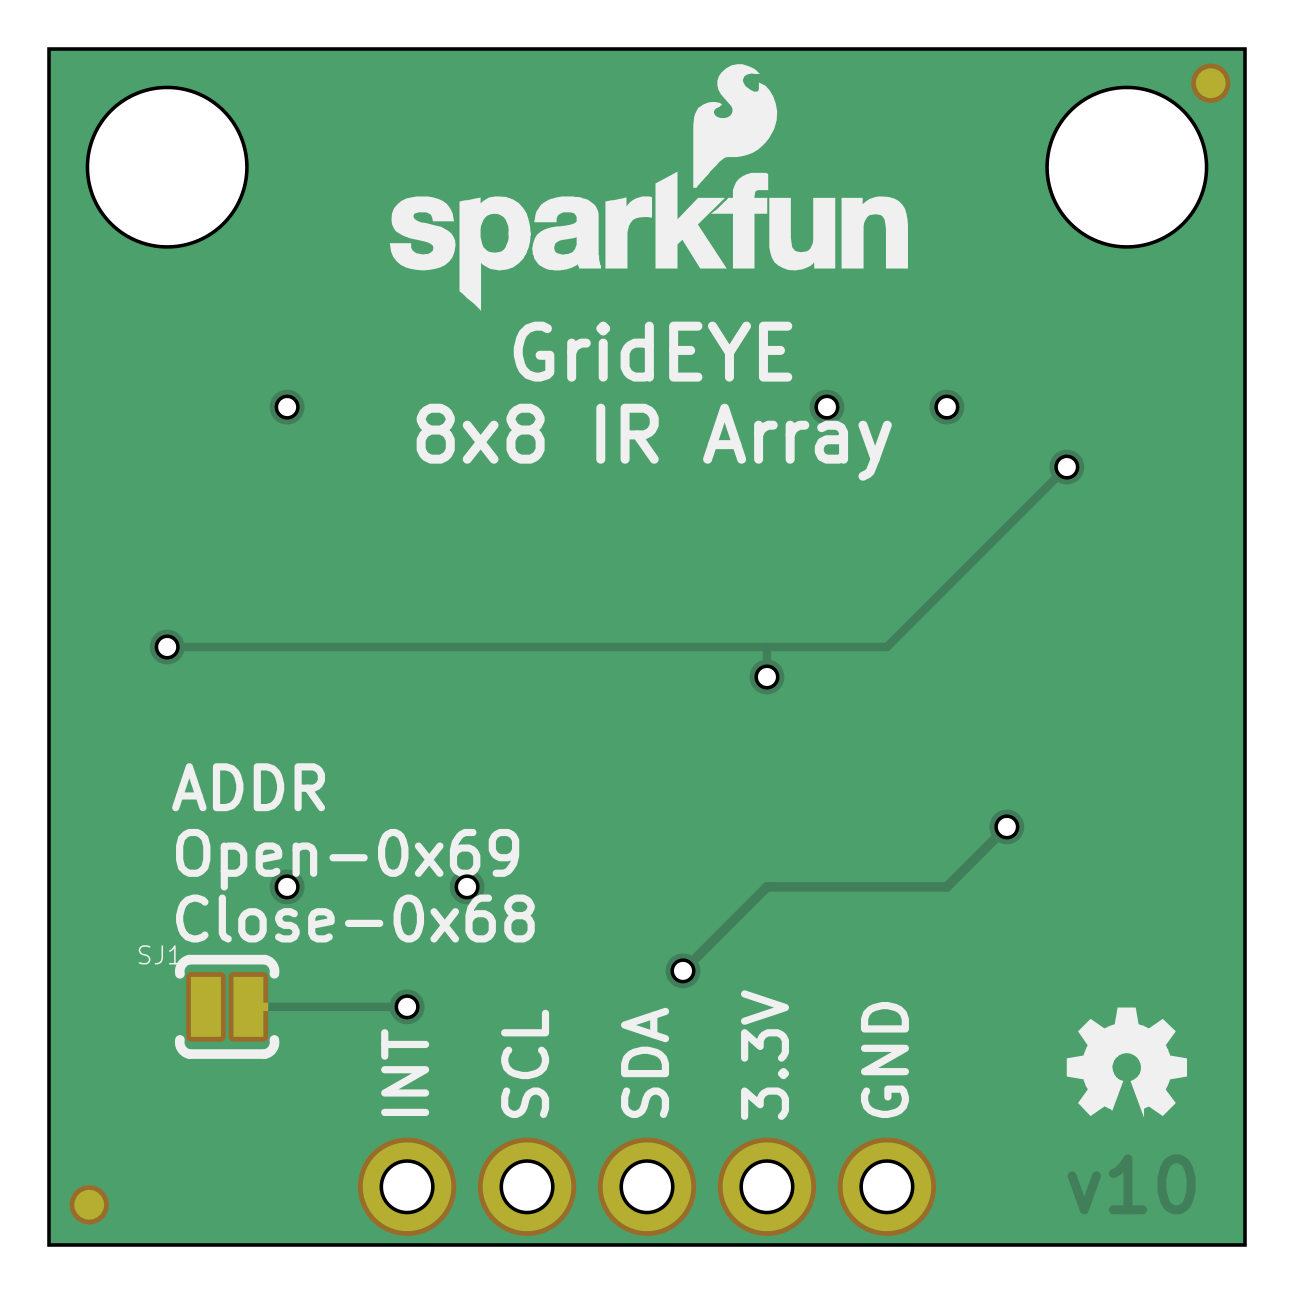 sparkfun
GridEYE
8x8 IR Array
ADDR
Open-0x69
Close-0x68
SJ1
INT
SCL
SDA
3.3V
GND
v10